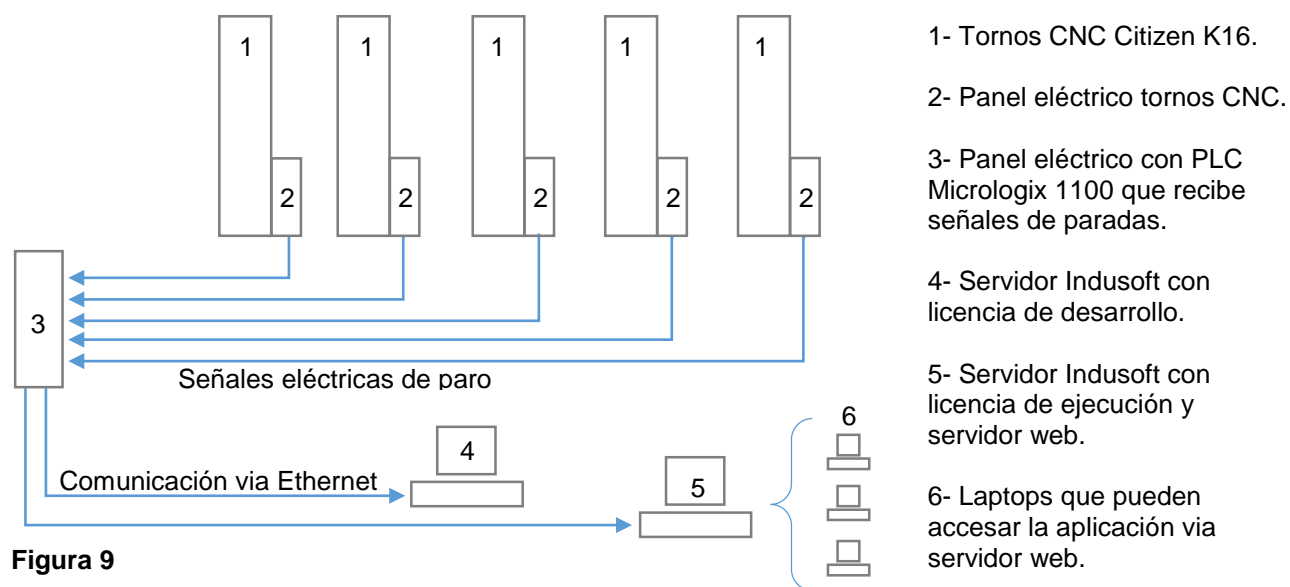 1 1 1 1 1
2 2 2 2 2
3
Señales eléctricas de paro
4
Comunicación via Ethernet
5
6
Figura 9
1- Tornos CNC Citizen K16.
2- Panel eléctrico tornos CNC.
3- Panel eléctrico con PLC
Micrologix 1100 que recibe
señales de paradas.
4- Servidor Indusoft con
licencia de desarrollo.
5- Servidor Indusoft con
licencia de ejecución y
servidor web.
6- Laptops que pueden
accesar la aplicación via
servidor web.